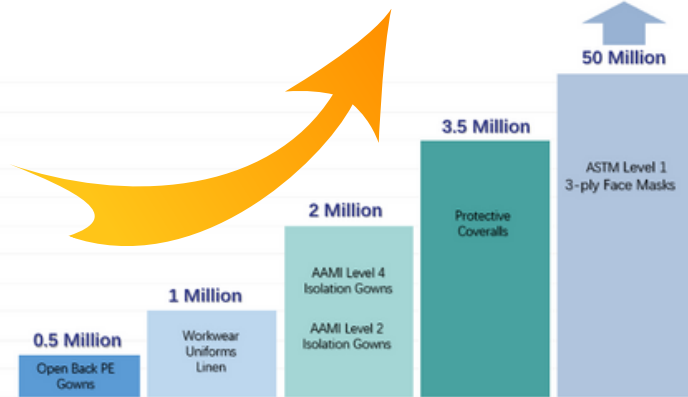 0.5 Million
Open Back PE
Gowns
1 Million
Workwear
Uniforms
Linen
2 Million
AAMI Level 4
Isolation Gowns
AAMI Level 2
Isolation Gowns
3.5 Million
Protective
Coveralls
50 Million
ASTM Level 1
3-ply Face Masks